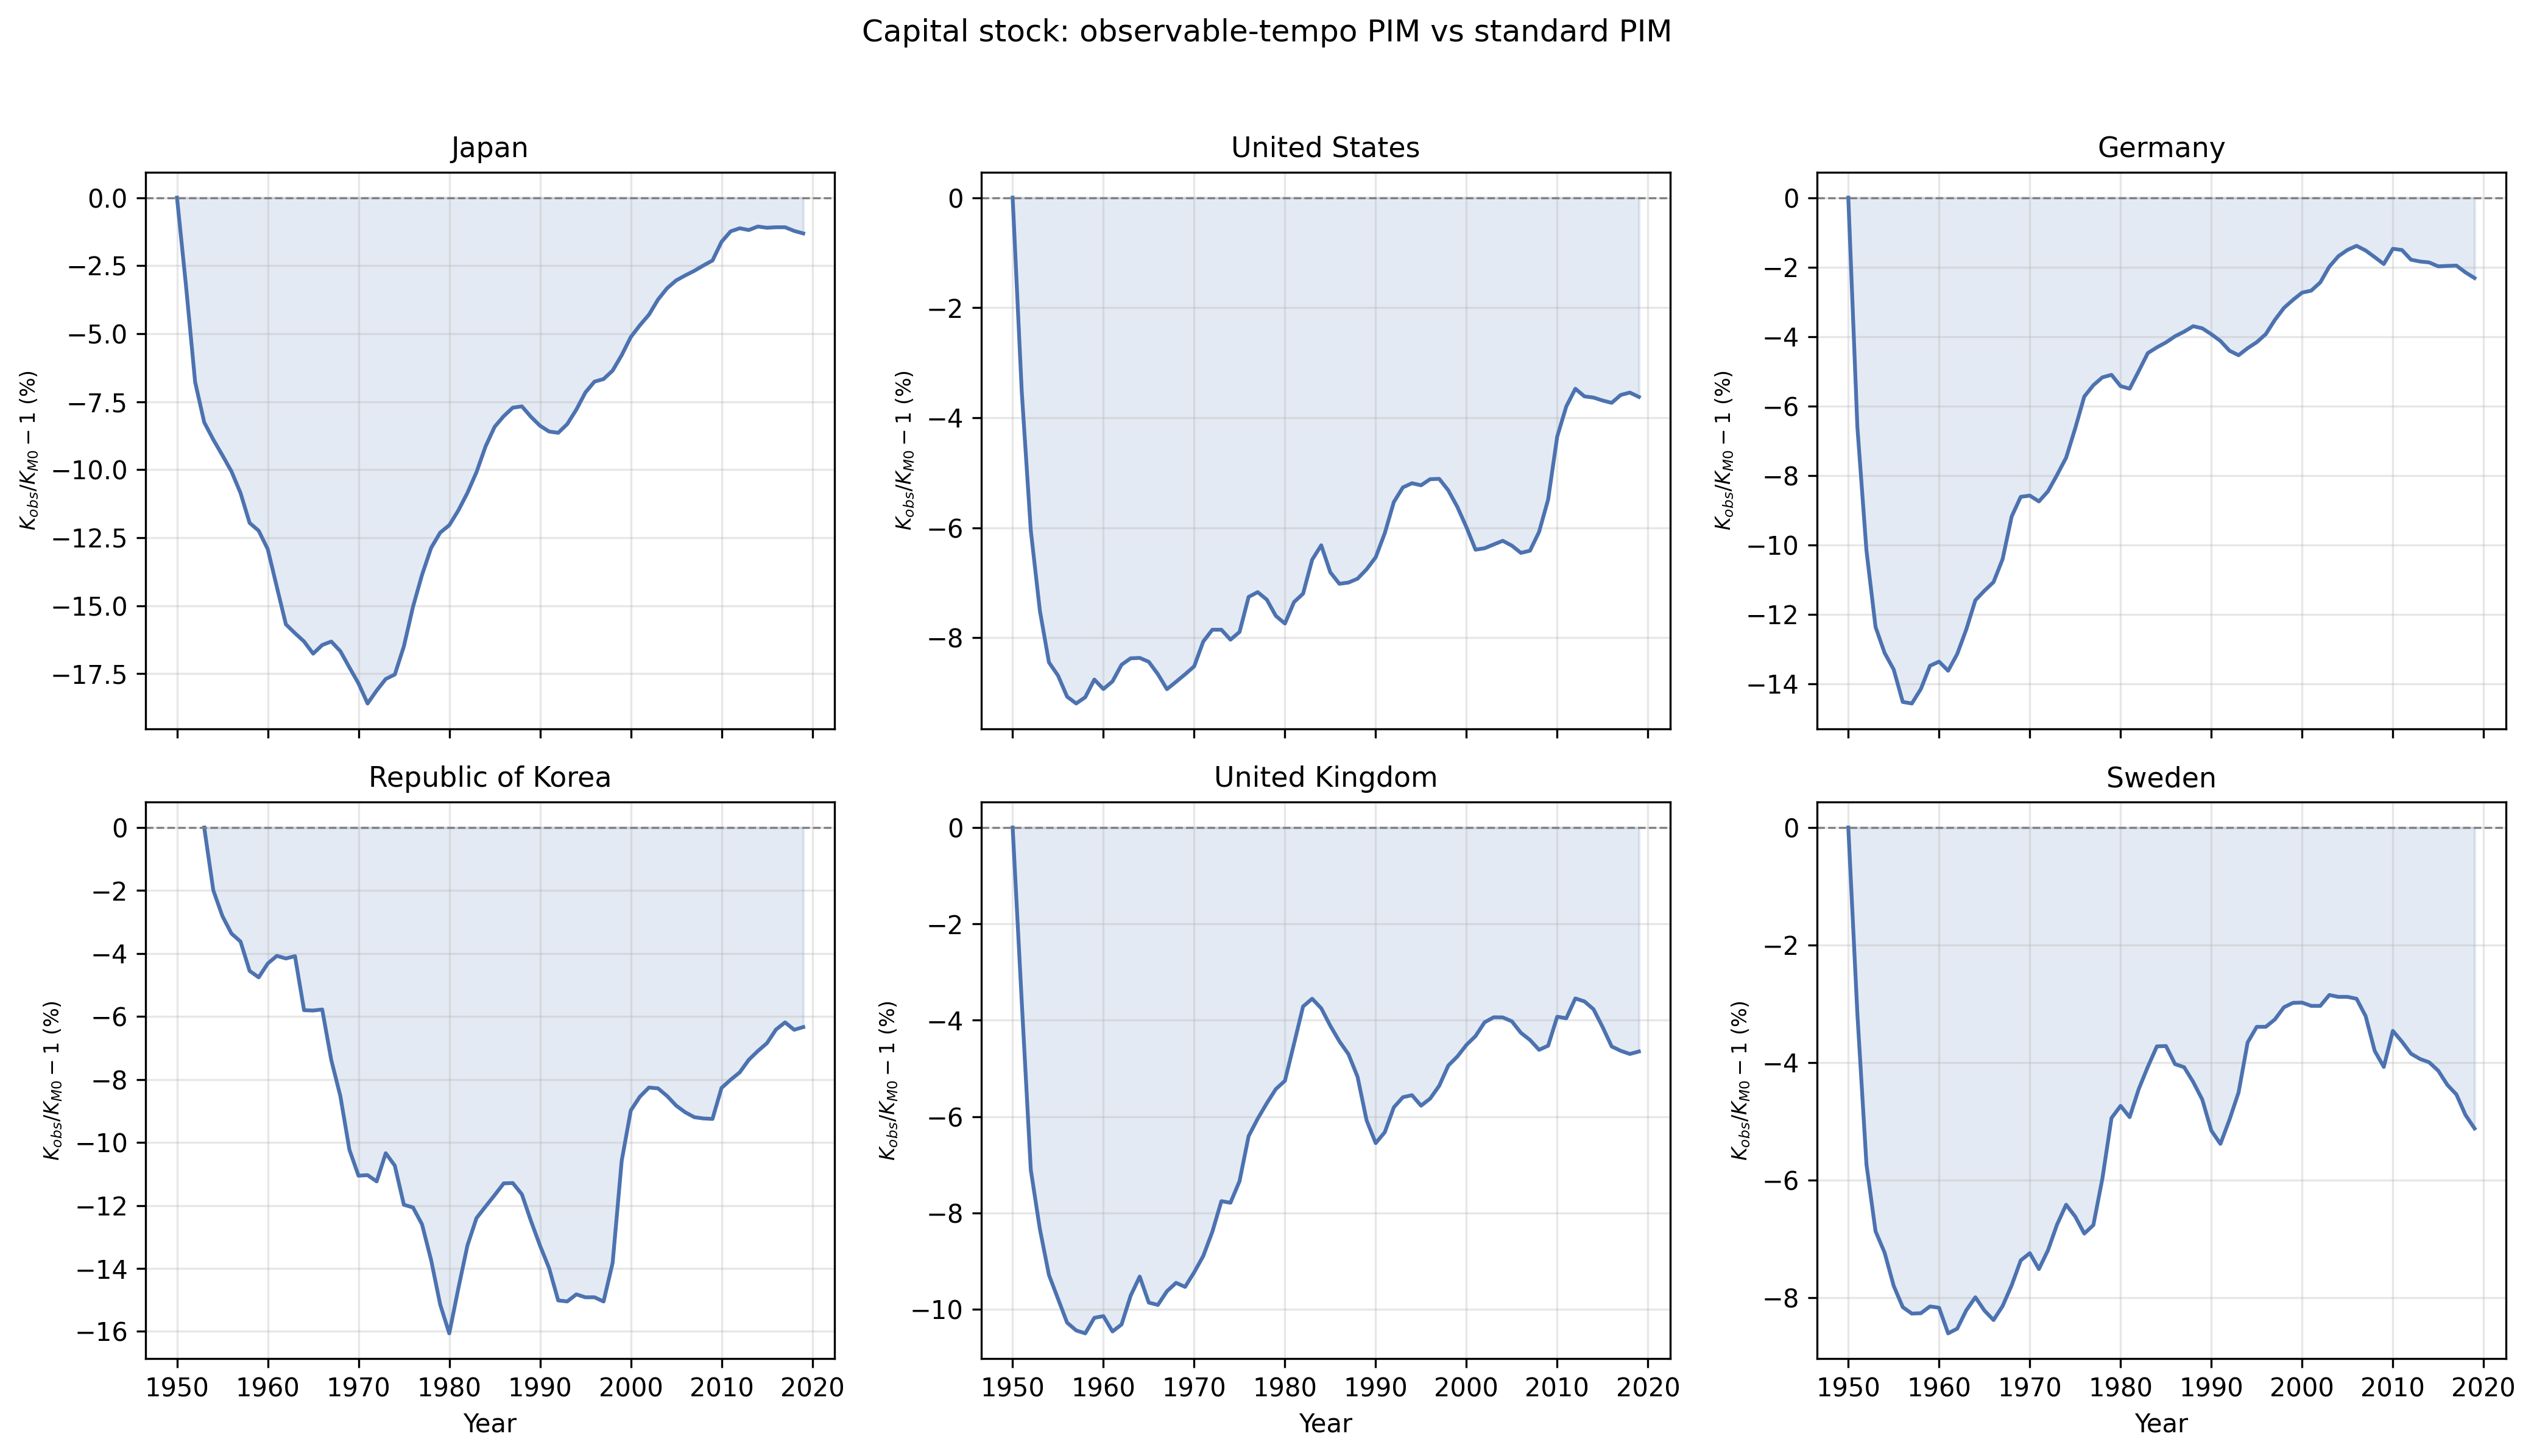 Capital stock: observable-tempo PIM vs standard PIM
Japan
0.0
−2.5
−5.0
−7.5
−10.0
−12.5
−15.0
−17.5
K_obs/K_M0 − 1 (%)
United States
0
−2
−4
−6
−8
K_obs/K_M0 − 1 (%)
Germany
0
−2
−4
−6
−8
−10
−12
−14
K_obs/K_M0 − 1 (%)
Republic of Korea
0
−2
−4
−6
−8
−10
−12
−14
−16
K_obs/K_M0 − 1 (%)
1950 1960 1970 1980 1990 2000 2010 2020
Year
United Kingdom
0
−2
−4
−6
−8
−10
K_obs/K_M0 − 1 (%)
1950 1960 1970 1980 1990 2000 2010 2020
Year
Sweden
0
−2
−4
−6
−8
K_obs/K_M0 − 1 (%)
1950 1960 1970 1980 1990 2000 2010 2020
Year